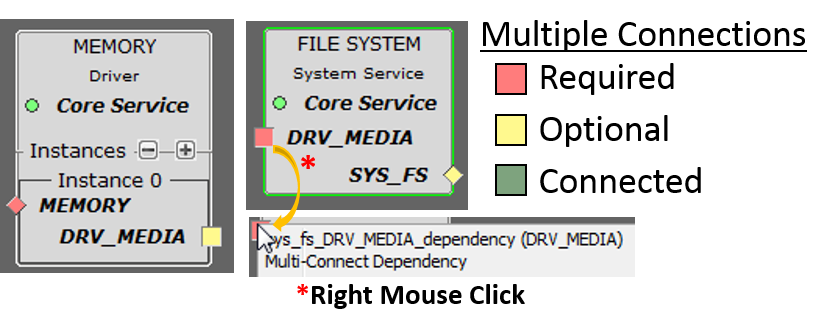 MEMORY
Driver
Core Service
Instances
Instance 0
MEMORY
DRV_MEDIA
FILE SYSTEM
System Service
Core Service
DRV_MEDIA
*
SYS_FS
ys_fs_DRV_MEDIA_dependency (DRV_MEDIA)
Multi-Connect Dependency
*Right Mouse Click
Multiple Connections
Required
Optional
Connected